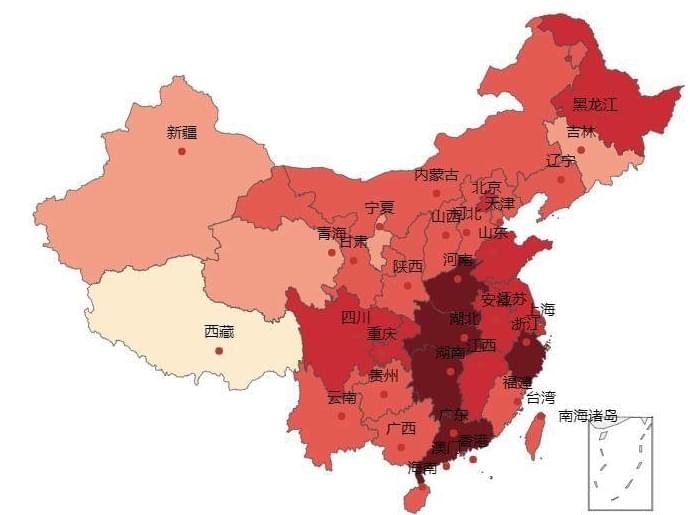 黑龙江
新疆
吉林
辽宁
内蒙古
北京
天津
宁夏
山西
河北
青海
甘肃
山东
河南
陕西
安徽
江苏
上海
四川
湖北
浙江
重庆
西藏
湖南
江西
贵州
福建
云南
台湾
广东
南海诸岛
广西
澳门
香港
海南